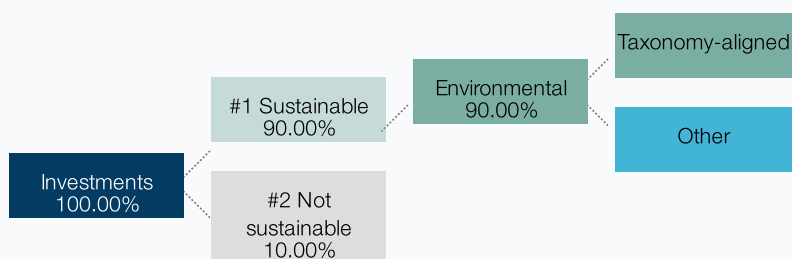 Taxonomy-aligned
Environmental
90.00%
#1 Sustainable
90.00%
Other
Investments
100.00%
#2 Not
sustainable
10.00%